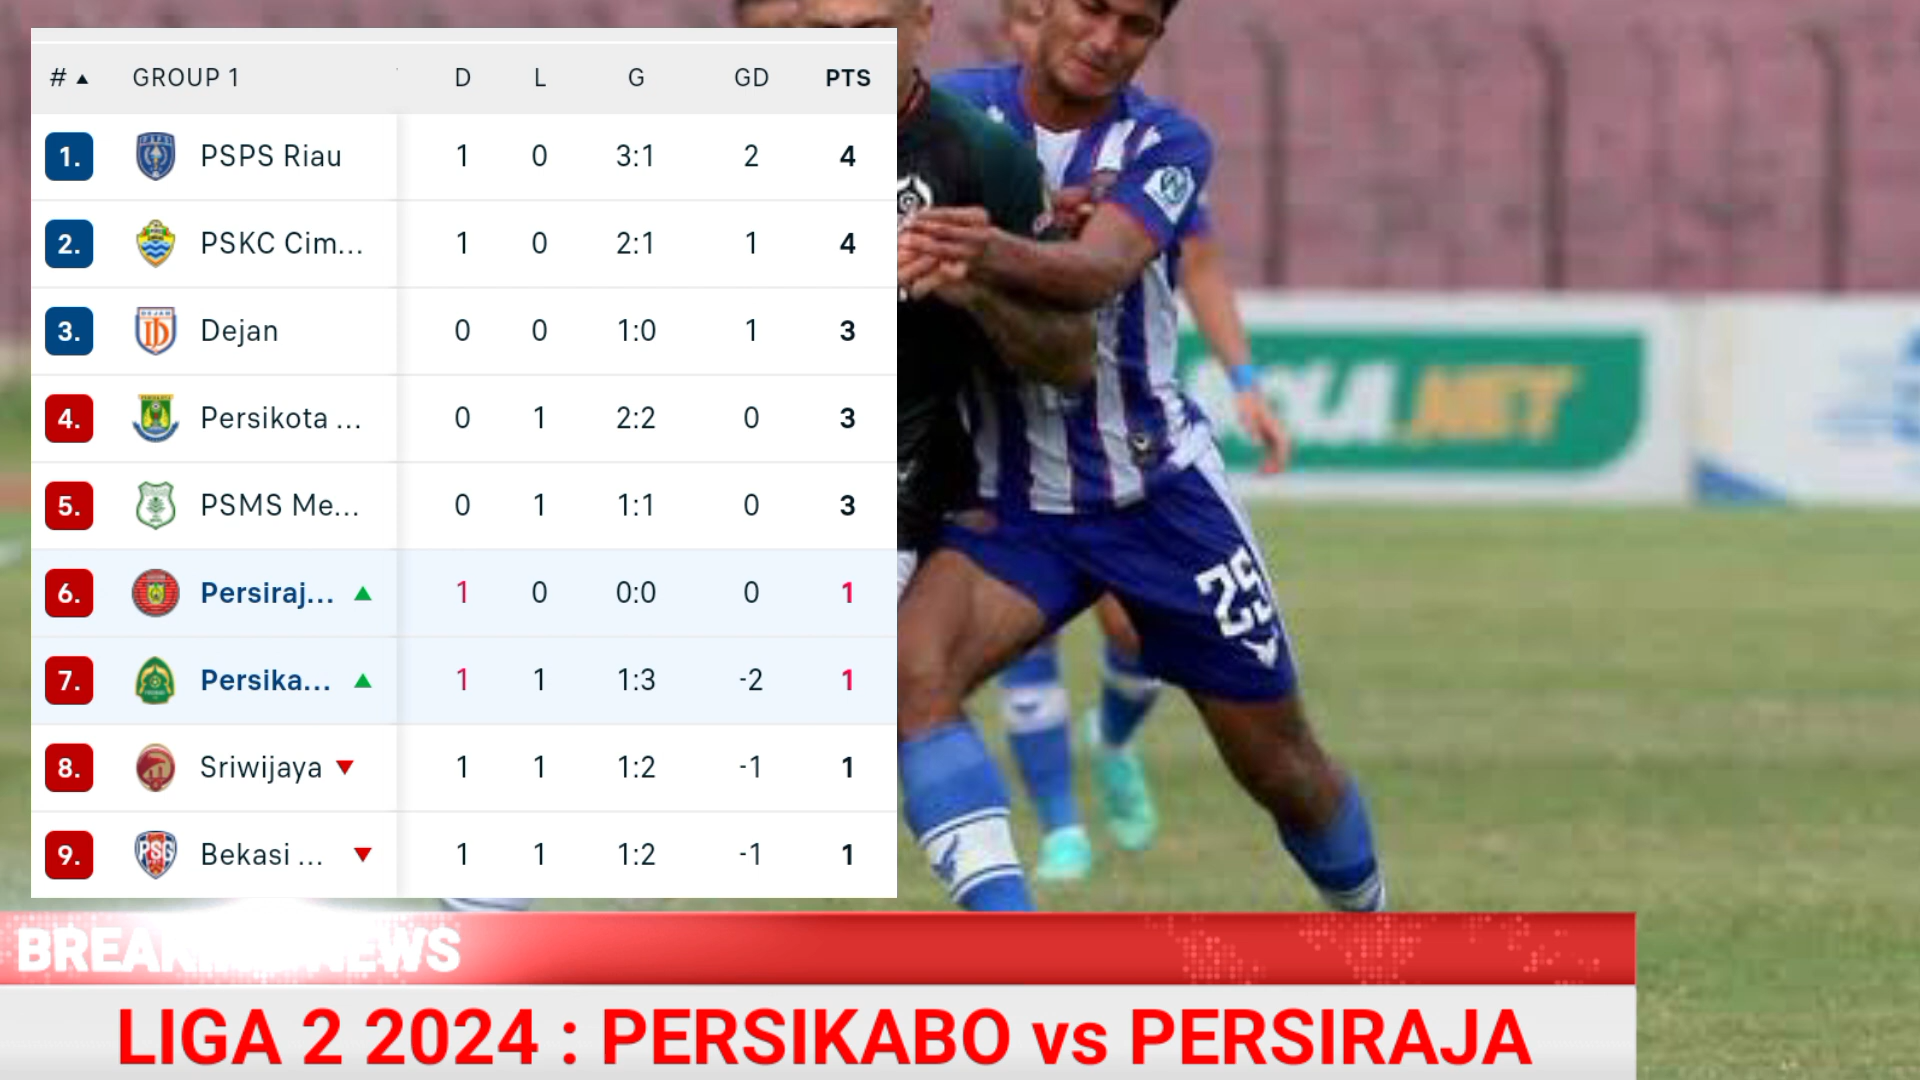 # ▲ GROUP 1 D L G GD PTS
1. PSPS Riau 1 0 3:1 2 4
2. PSKC Cim... 1 0 2:1 1 4
3. Dejan 0 0 1:0 1 3
4. Persikota ... 0 1 2:2 0 3
5. PSMS Me... 0 1 1:1 0 3
6. Persiraj... ▲ 1 0 0:0 0 1
7. Persika... ▲ 1 1 1:3 -2 1
8. Sriwijaya ▼ 1 1 1:2 -1 1
9. PSG Bekasi ... ▼ 1 1 1:2 -1 1
25
BREAKING NEWS
LIGA 2 2024 : PERSIKABO vs PERSIRAJA